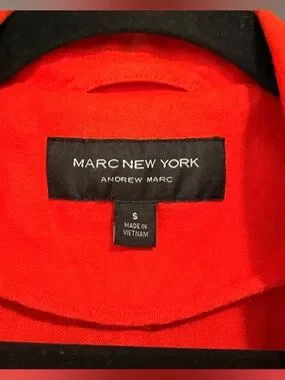 MARC NEW YORK
ANDREW MARC
S
MADE IN
VIETNAM